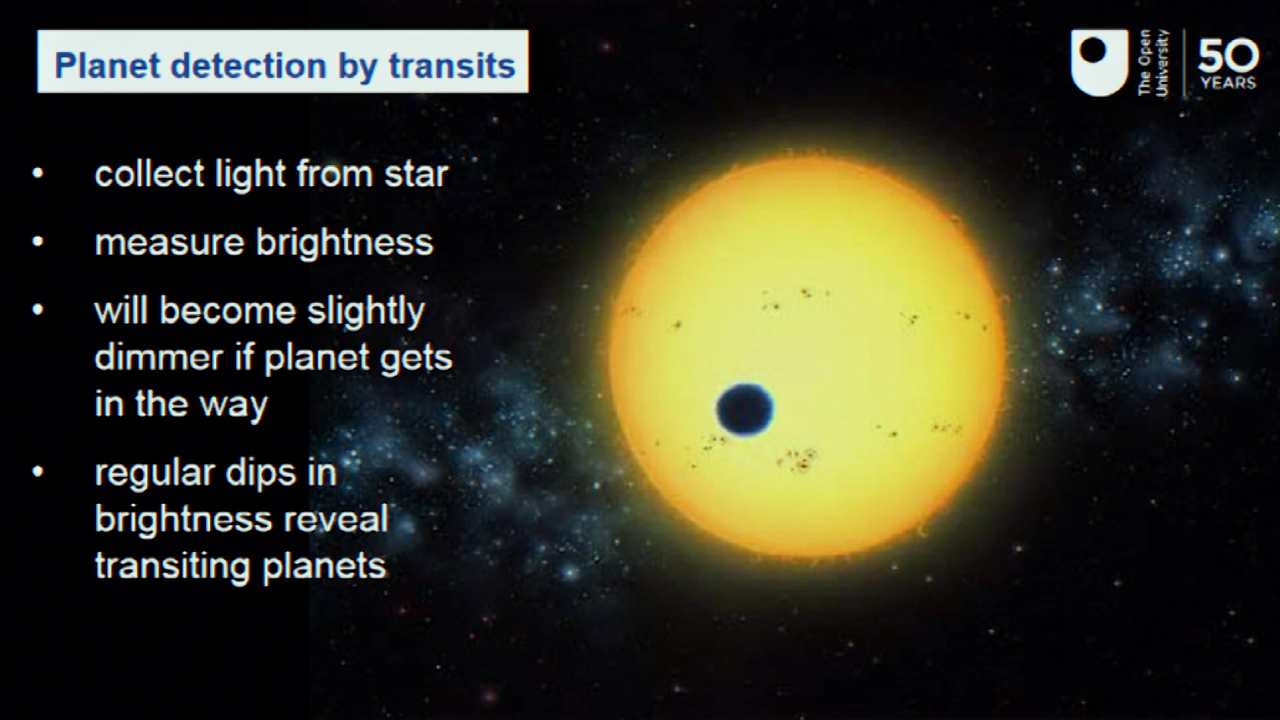 Planet detection by transits
The Open
University
50
YEARS
• collect light from star
• measure brightness
• will become slightly
dimmer if planet gets
in the way
• regular dips in
brightness reveal
transiting planets